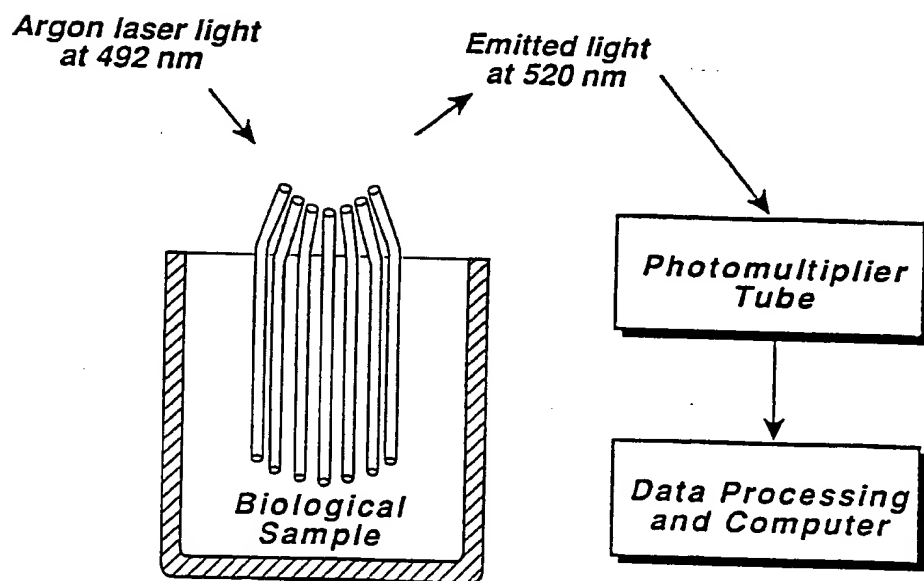 Argon laser light
at 492 nm
Emitted light
at 520 nm
Photomultiplier
Tube
Biological
Sample
Data Processing
and Computer